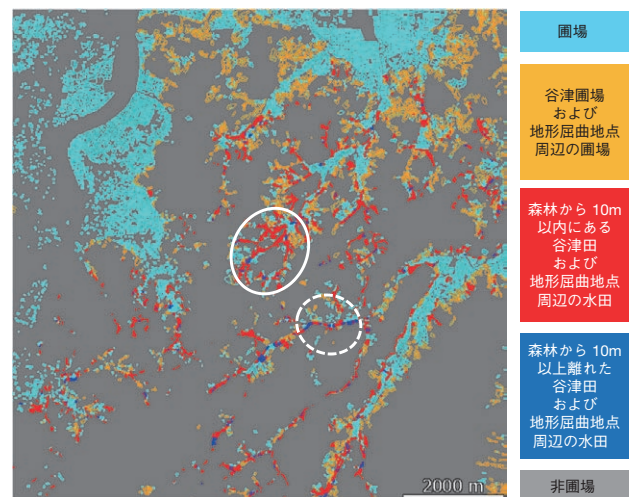 圃場
谷津圃場
および
地形屈曲地点
周辺の圃場
森林から 10m
以内にある
谷津田
および
地形屈曲地点
周辺の水田
森林から 10m
以上離れた
谷津田
および
地形屈曲地点
周辺の水田
2000 m
非圃場